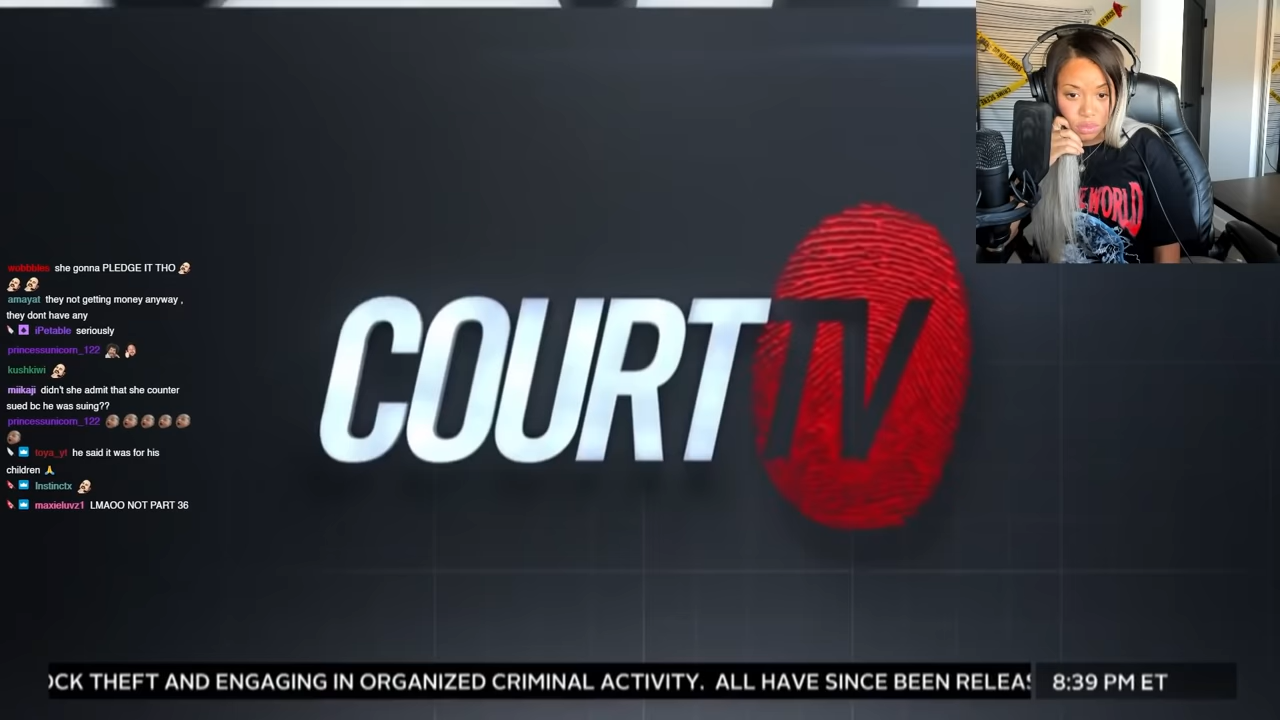 wobbbles she gonna PLEDGE IT THO
amayat they not getting money anyway ,
they dont have any
iPetable seriously
princessunicorn_122
kushkiwi
miikaji didn't she admit that she counter
sued bc he was suing??
princessunicorn_122
toya_yt he said it was for his
children
Instinctx
maxieluvz1 LMAOO NOT PART 36
COURT TV
WORLD
OCK THEFT AND ENGAGING IN ORGANIZED CRIMINAL ACTIVITY. ALL HAVE SINCE BEEN RELEAS
8:39 PM ET